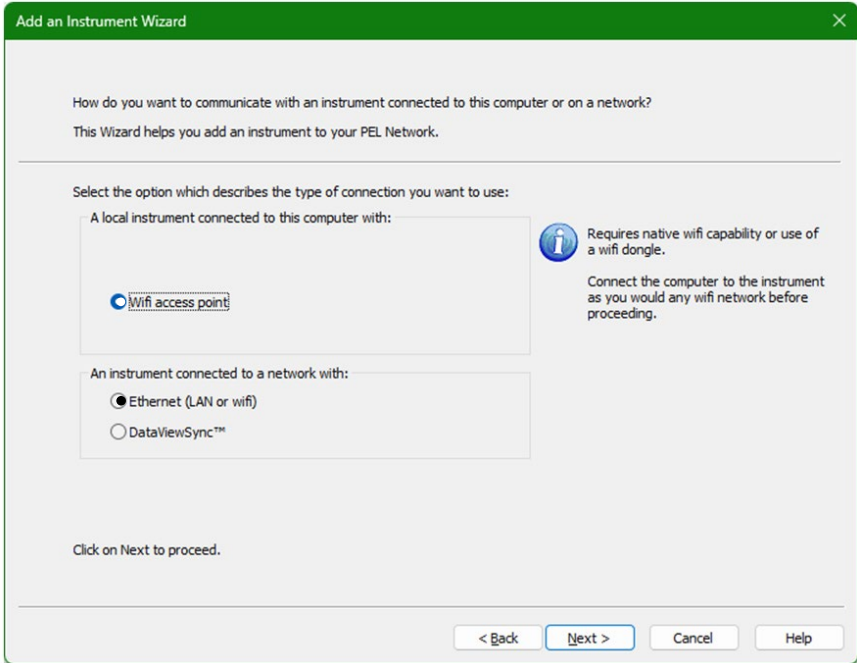 Add an Instrument Wizard
How do you want to communicate with an instrument connected to this computer or on a network?
This Wizard helps you add an instrument to your PEL Network.
Select the option which describes the type of connection you want to use:
A local instrument connected to this computer with:
Wifi access point
Requires native wifi capability or use of
a wifi dongle.
Connect the computer to the instrument
as you would any wifi network before
proceeding.
An instrument connected to a network with:
Ethernet (LAN or wifi)
DataViewSync™
Click on Next to proceed.
< Back
Next >
Cancel
Help